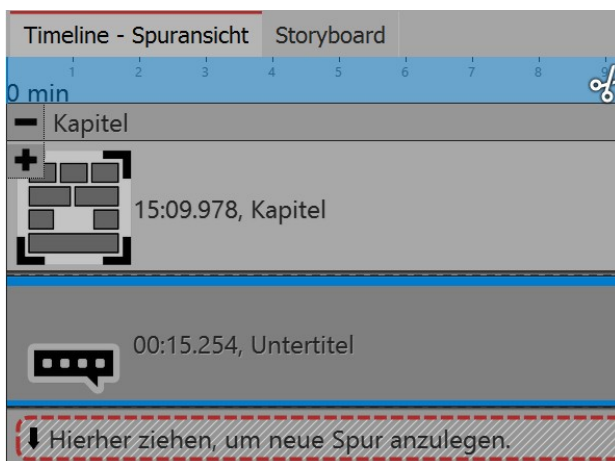 Timeline - Spuransicht Storyboard
1 2 3 4 5 6 7 8 9
0 min
Kapitel
15:09.978, Kapitel
00:15.254, Untertitel
Hierher ziehen, um neue Spur anzulegen.